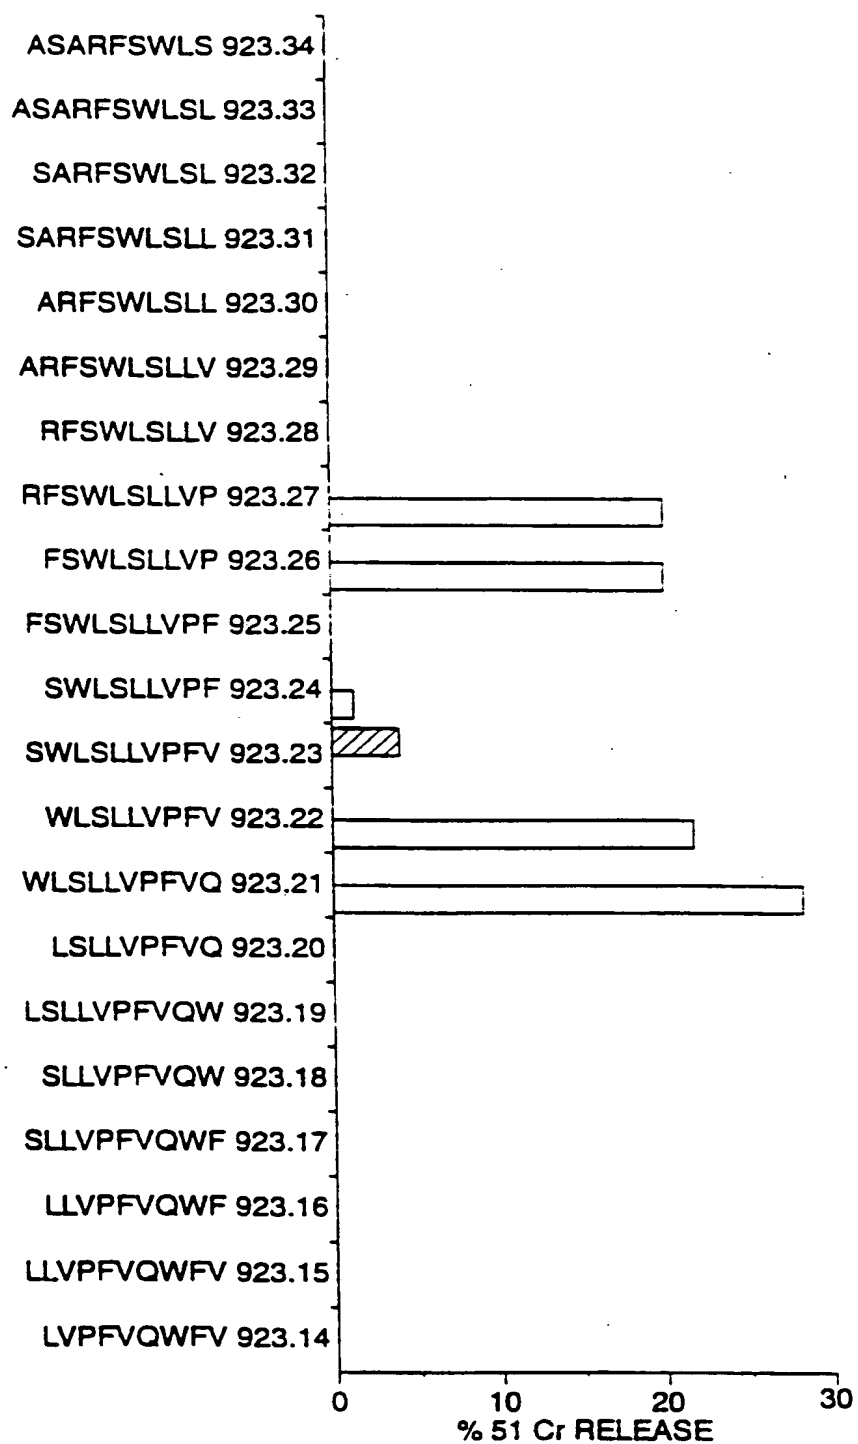 ASARFSWLS 923.34
ASARFSWLSL 923.33
SARFSWLSL 923.32
SARFSWLSLL 923.31
ARFSWLSLL 923.30
ARFSWLSLLV 923.29
RFSWLSLLV 923.28
RFSWLSLLVP 923.27
FSWLSLLVP 923.26
FSWLSLLVPF 923.25
SWLSLLVPF 923.24
SWLSLLVPFV 923.23
WLSLLVPFV 923.22
WLSLLVPFVQ 923.21
LSLLVPFVQ 923.20
LSLLVPFVQW 923.19
SLLVPFVQW 923.18
SLLVPFVQWF 923.17
LLVPFVQWF 923.16
LLVPFVQWFV 923.15
LVPFVQWFV 923.14
0 10 20 30
% 51 Cr RELEASE